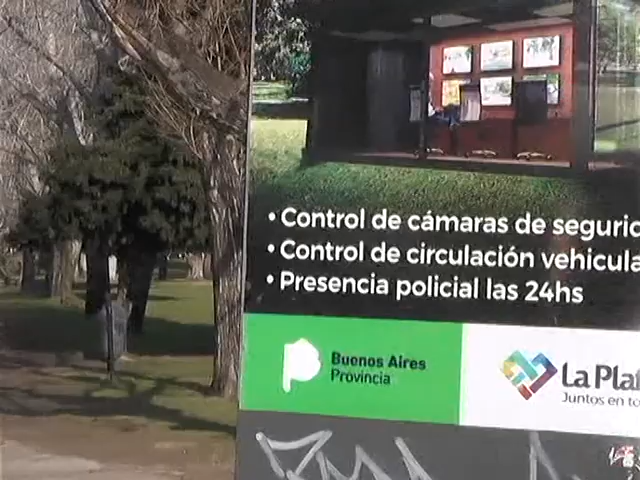 • Control de cámaras de seguric
• Control de circulación vehicula
• Presencia policial las 24hs
Buenos Aires
Provincia
La Plat
Juntos en to